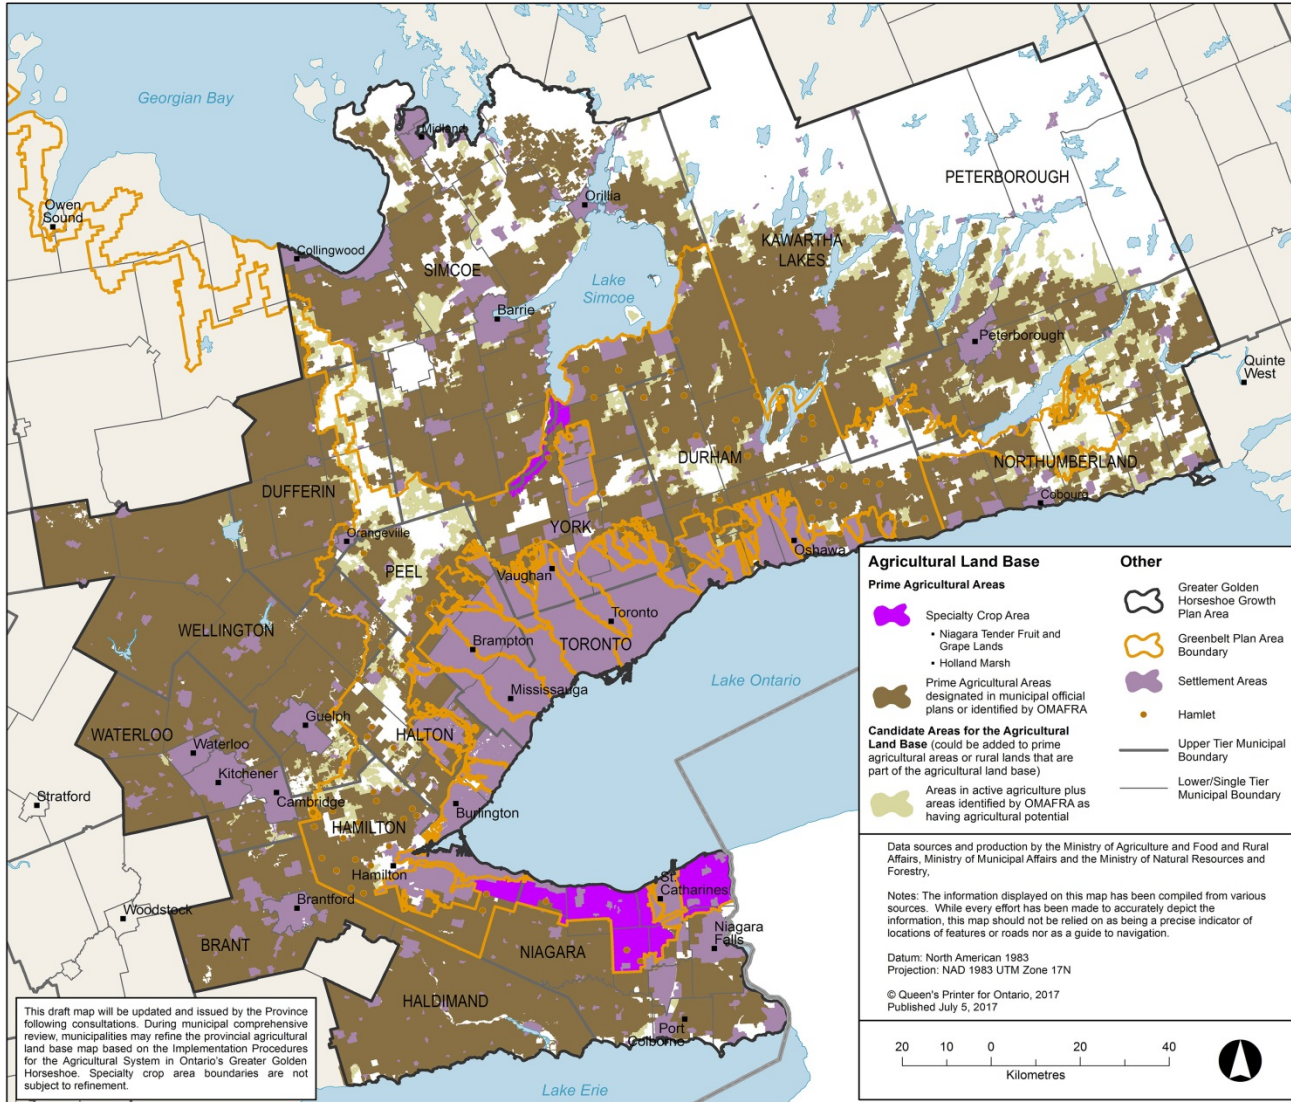 Georgian Bay
Midland
PETERBOROUGH
Owen
Sound
Orillia
Collingwood
SIMCOE
KAWARTHA
LAKES
Lake
Simcoe
Barrie
Peterborough
Quinte
West
DURHAM
NORTHUMBERLAND
DUFFERIN
Cobourg
YORK
Orangeville
Oshawa
PEEL
Vaughan
WELLINGTON
Toronto
Brampton
TORONTO
Mississauga
Lake Ontario
Guelph
WATERLOO
HALTON
Waterloo
Kitchener
Stratford
Cambridge
Burlington
HAMILTON
Hamilton
St.
Catharines
Woodstock
Brantford
Niagara
Falls
BRANT
NIAGARA
HALDIMAND
Port
Colborne
Lake Erie
Agricultural Land Base
Prime Agricultural Areas
Specialty Crop Area
▪ Niagara Tender Fruit and
Grape Lands
▪ Holland Marsh
Prime Agricultural Areas
designated in municipal official
plans or identified by OMAFRA
Candidate Areas for the Agricultural
Land Base (could be added to prime
agricultural areas or rural lands that are
part of the agricultural land base)
Areas in active agriculture plus
areas identified by OMAFRA as
having agricultural potential
Other
Greater Golden
Horseshoe Growth
Plan Area
Greenbelt Plan Area
Boundary
Settlement Areas
Hamlet
Upper Tier Municipal
Boundary
Lower/Single Tier
Municipal Boundary
Data sources and production by the Ministry of Agriculture and Food and Rural
Affairs, Ministry of Municipal Affairs and the Ministry of Natural Resources and
Forestry,
Notes: The information displayed on this map has been compiled from various
sources. While every effort has been made to accurately depict the
information, this map should not be relied on as being a precise indicator of
locations of features or roads nor as a guide to navigation.
Datum: North American 1983
Projection: NAD 1983 UTM Zone 17N
© Queen's Printer for Ontario, 2017
Published July 5, 2017
20 10 0 20 40
Kilometres
This draft map will be updated and issued by the Province
following consultations. During municipal comprehensive
review, municipalities may refine the provincial agricultural
land base map based on the Implementation Procedures
for the Agricultural System in Ontario's Greater Golden
Horseshoe. Specialty crop area boundaries are not
subject to refinement.